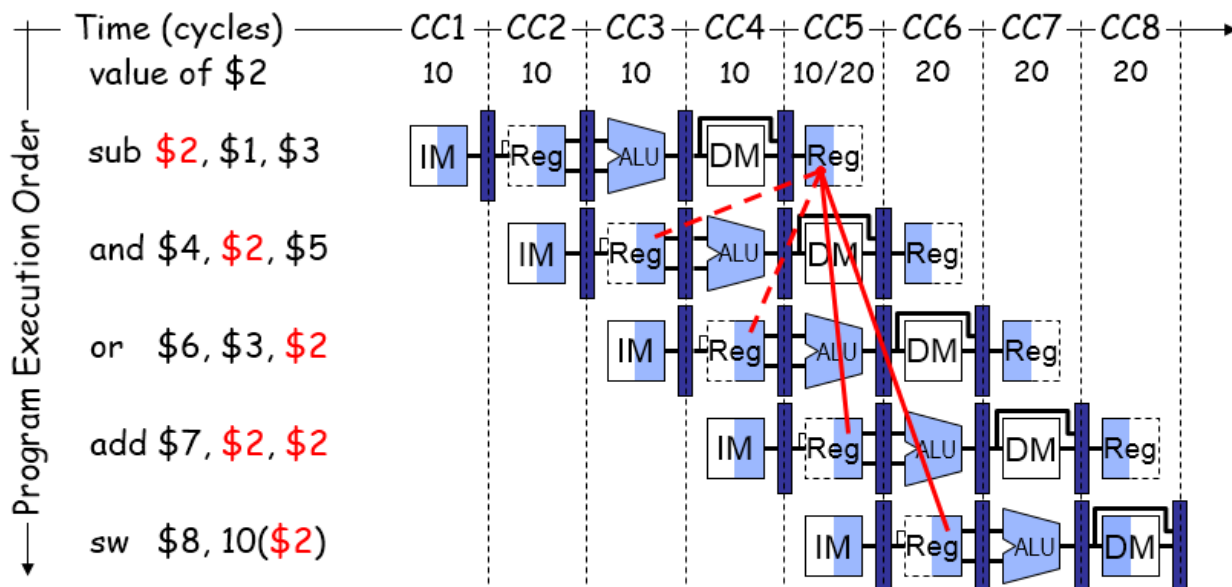 Time (cycles) CC1 CC2 CC3 CC4 CC5 CC6 CC7 CC8
value of $2 10 10 10 10 10/20 20 20 20
Program Execution Order
sub $2, $1, $3 IM Reg ALU DM Reg
and $4, $2, $5 IM Reg ALU DM Reg
or $6, $3, $2 IM Reg ALU DM Reg
add $7, $2, $2 IM Reg ALU DM Reg
sw $8, 10($2) IM Reg ALU DM